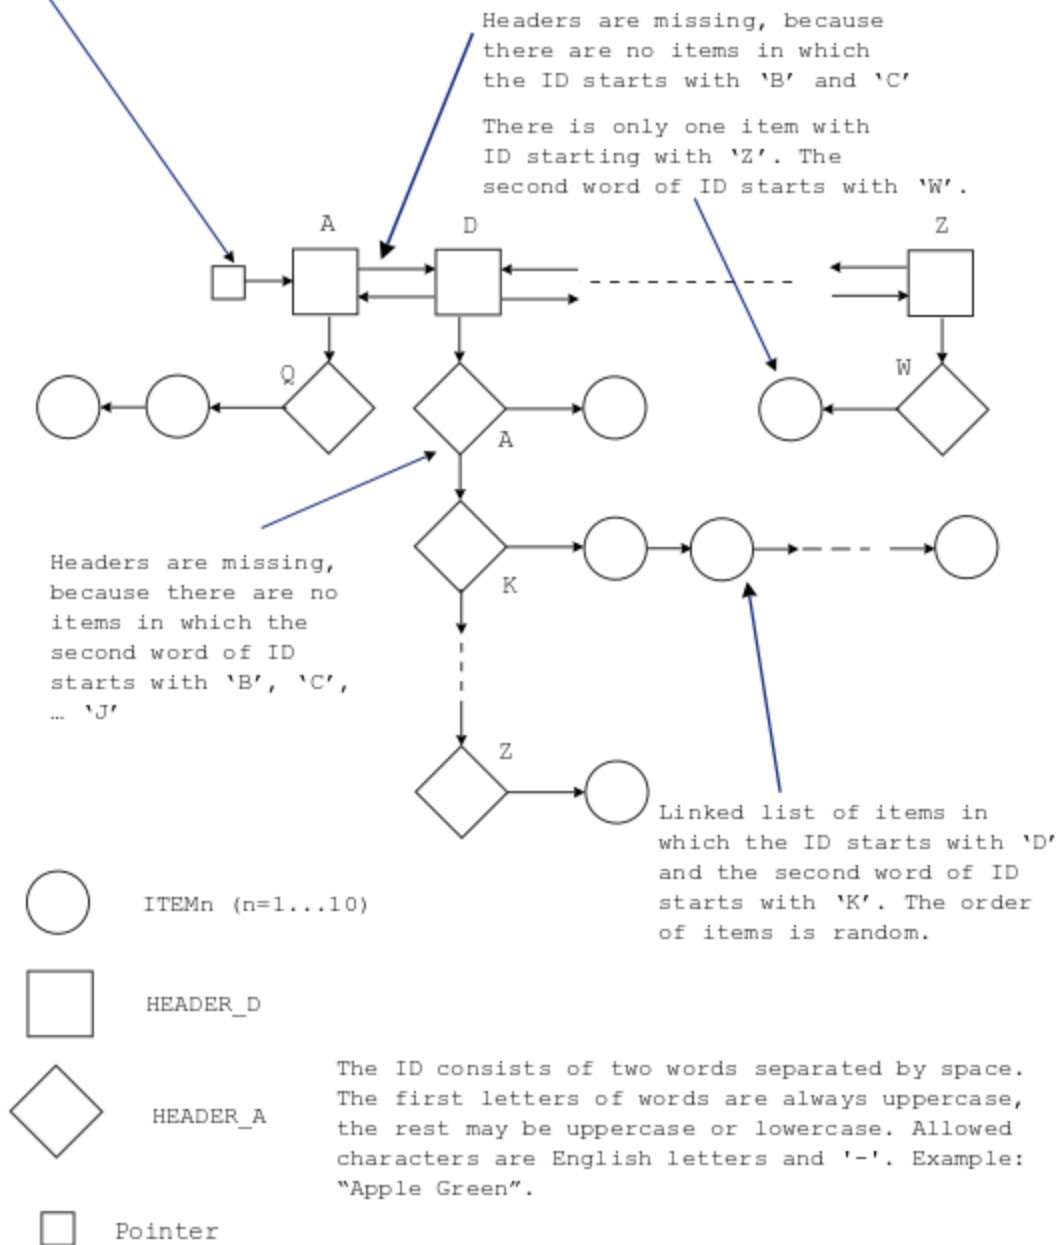 Headers are missing, because
there are no items in which
the ID starts with ‘B’ and ‘C’
There is only one item with
ID starting with ‘Z’. The
second word of ID starts with ‘W’.
A
D
Z
Q
W
A
K
Headers are missing,
because there are no
items in which the
second word of ID
starts with ‘B’, ‘C’,
… ‘J’
Z
Linked list of items in
which the ID starts with ‘D’
and the second word of ID
starts with ‘K’. The order
of items is random.
ITEMn (n=1...10)
HEADER_D
HEADER_A
The ID consists of two words separated by space.
The first letters of words are always uppercase,
the rest may be uppercase or lowercase. Allowed
characters are English letters and '-'. Example:
“Apple Green”.
Pointer